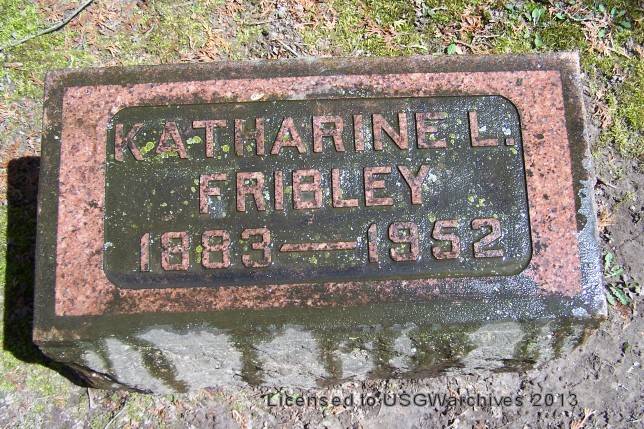 KATHARINE L.
FRIBLEY
1883—1952
Licensed to USGWarchives 2013